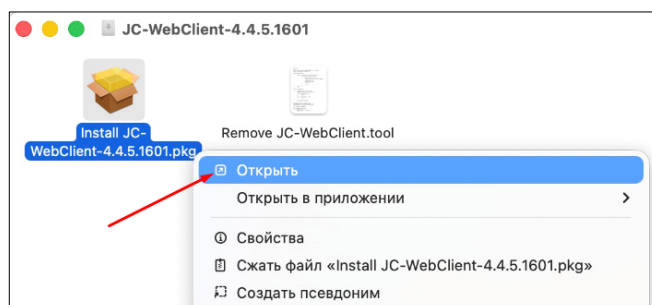 JC-WebClient-4.4.5.1601
Install JC-
WebClient-4.4.5.1601.pkg
Remove JC-WebClient.tool
Открыть
Открыть в приложении
Свойства
Сжать файл «Install JC-WebClient-4.4.5.1601.pkg»
Создать псевдоним